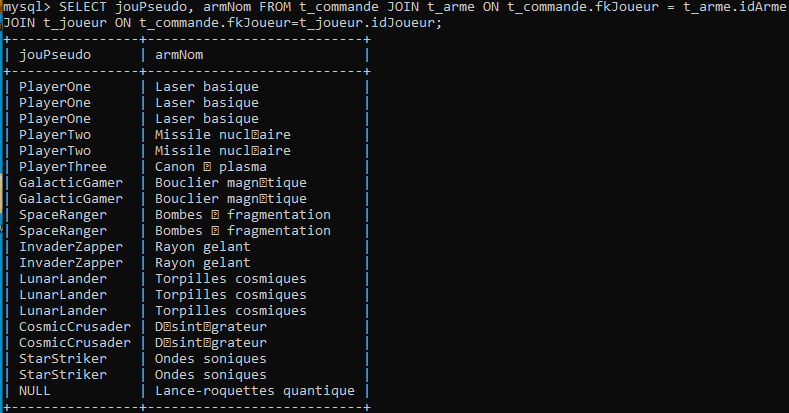 mysql> SELECT jouPseudo, armNom FROM t_commande JOIN t_arme ON t_commande.fkJoueur = t_arme.idArme
JOIN t_joueur ON t_commande.fkJoueur=t_joueur.idJoueur;
+---------------+---------------------------+
| jouPseudo     | armNom                    |
+---------------+---------------------------+
| PlayerOne     | Laser basique             |
| PlayerOne     | Laser basique             |
| PlayerOne     | Laser basique             |
| PlayerTwo     | Missile nucl�aire         |
| PlayerTwo     | Missile nucl�aire         |
| PlayerThree   | Canon � plasma            |
| GalacticGamer | Bouclier magn�tique       |
| GalacticGamer | Bouclier magn�tique       |
| SpaceRanger   | Bombes � fragmentation    |
| SpaceRanger   | Bombes � fragmentation    |
| InvaderZapper | Rayon gelant              |
| InvaderZapper | Rayon gelant              |
| LunarLander   | Torpilles cosmiques       |
| LunarLander   | Torpilles cosmiques       |
| LunarLander   | Torpilles cosmiques       |
| CosmicCrusader | D�sint�grateur            |
| CosmicCrusader | D�sint�grateur            |
| StarStriker   | Ondes soniques            |
| StarStriker   | Ondes soniques            |
| NULL          | Lance-roquettes quantique |
+---------------+---------------------------+